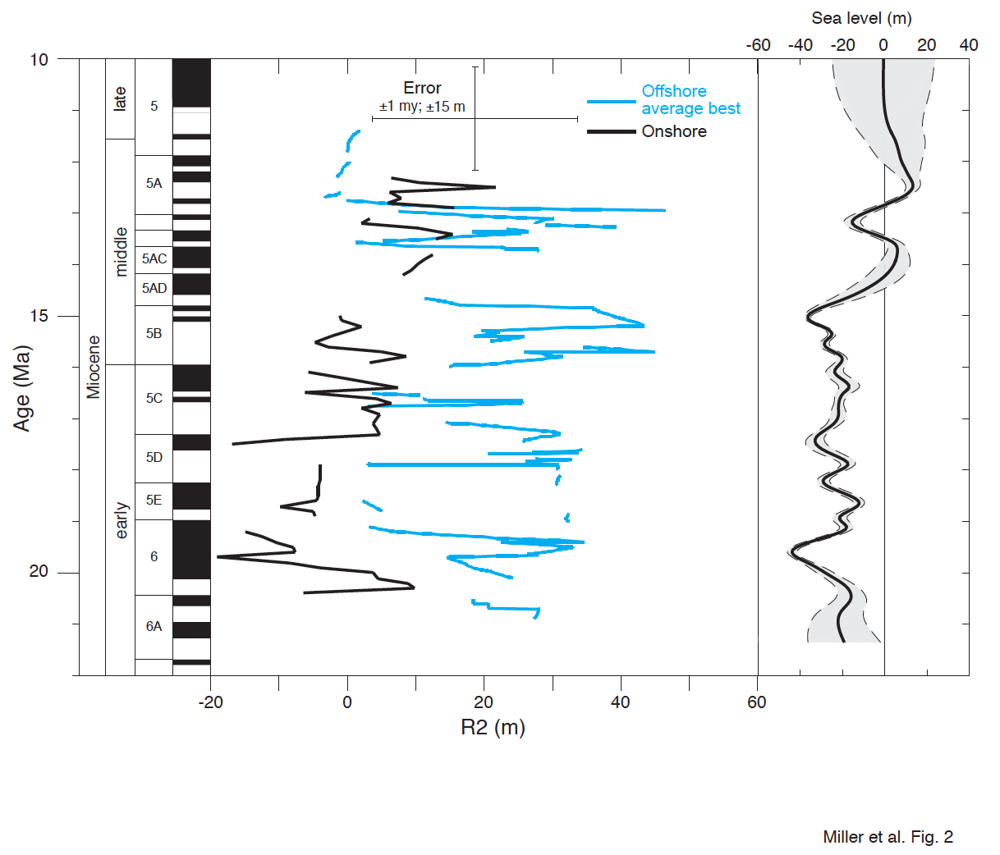 Sea level (m)
-60 -40 -20 0 20 40
10
15
20
Age (Ma)
Miocene
late
middle
early
5
5A
5AC
5AD
5B
5C
5D
5E
6
6A
Error
±1 my; ±15 m
Offshore
average best
Onshore
-20 0 20 40 60
R2 (m)
Miller et al. Fig. 2